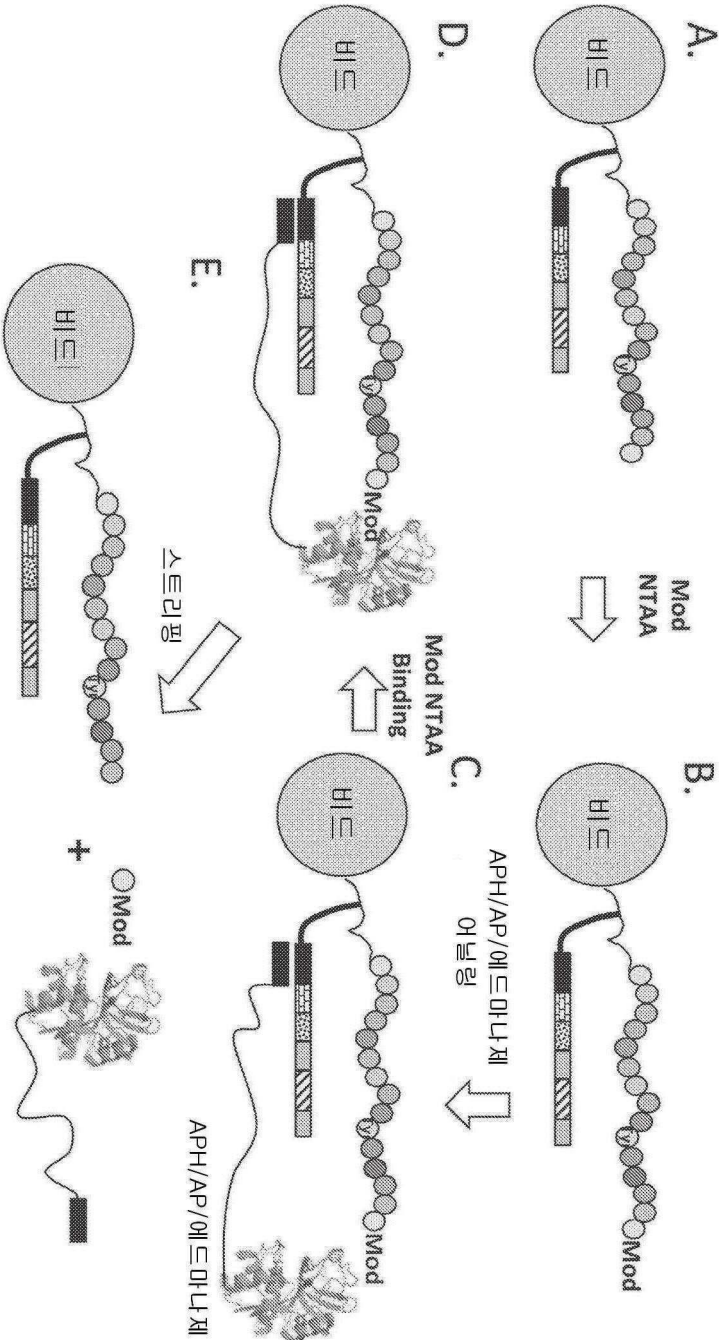 A.
비드
y
Mod
NTAA
B.
비드
y
Mod
APH/AP/에드마나제
어닐링
C.
비드
y
Mod
APH/AP/에드마나제
Mod NTAA
Binding
D.
비드
y
Mod
스트리핑
E.
비드
y
+
Mod